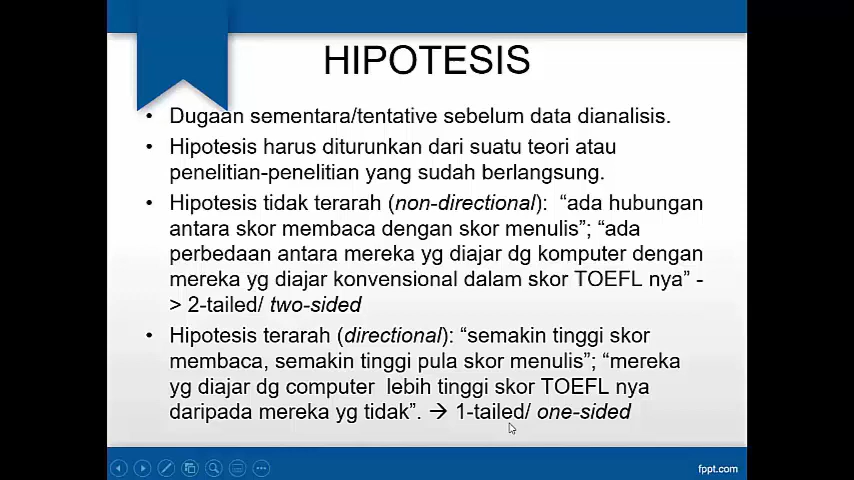 HIPOTESIS
• Dugaan sementara/tentative sebelum data dianalisis.
• Hipotesis harus diturunkan dari suatu teori atau
penelitian-penelitian yang sudah berlangsung.
• Hipotesis tidak terarah (non-directional): “ada hubungan
antara skor membaca dengan skor menulis”; “ada
perbedaan antara mereka yg diajar dg komputer dengan
mereka yg diajar konvensional dalam skor TOEFL nya” -
> 2-tailed/ two-sided
• Hipotesis terarah (directional): “semakin tinggi skor
membaca, semakin tinggi pula skor menulis”; “mereka
yg diajar dg computer lebih tinggi skor TOEFL nya
daripada mereka yg tidak”. → 1-tailed/ one-sided
fppt.com